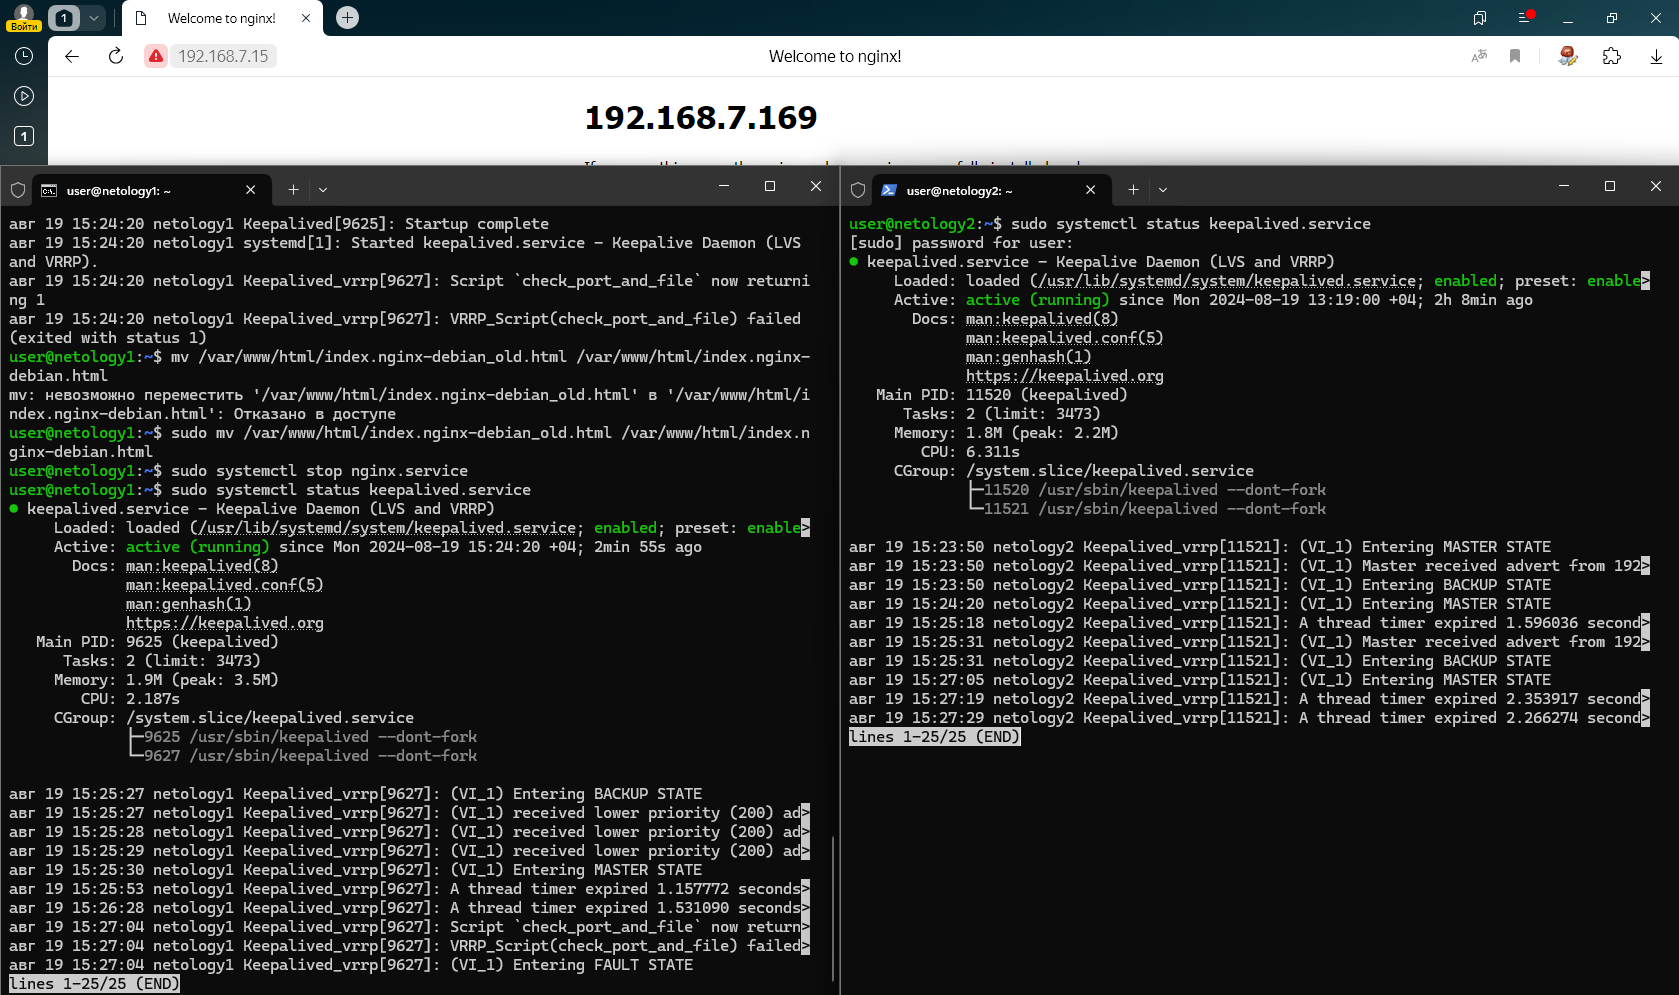 Войти
1
Welcome to nginx!
192.168.7.15
Welcome to nginx!
1
192.168.7.169
user@netology1: ~
авг 19 15:24:20 netology1 Keepalived[9625]: Startup complete
авг 19 15:24:20 netology1 systemd[1]: Started keepalived.service - Keepalive Daemon (LVS
and VRRP).
авг 19 15:24:20 netology1 Keepalived_vrrp[9627]: Script `check_port_and_file` now returni
ng 1
авг 19 15:24:20 netology1 Keepalived_vrrp[9627]: VRRP_Script(check_port_and_file) failed
(exited with status 1)
user@netology1:~$ mv /var/www/html/index.nginx-debian_old.html /var/www/html/index.nginx-
debian.html
mv: невозможно переместить '/var/www/html/index.nginx-debian_old.html' в '/var/www/html/i
ndex.nginx-debian.html': Отказано в доступе
user@netology1:~$ sudo mv /var/www/html/index.nginx-debian_old.html /var/www/html/index.n
ginx-debian.html
user@netology1:~$ sudo systemctl stop nginx.service
user@netology1:~$ sudo systemctl status keepalived.service
● keepalived.service - Keepalive Daemon (LVS and VRRP)
Loaded: loaded (/usr/lib/systemd/system/keepalived.service; enabled; preset: enable>
Active: active (running) since Mon 2024-08-19 15:24:20 +04; 2min 55s ago
Docs: man:keepalived(8)
man:keepalived.conf(5)
man:genhash(1)
https://keepalived.org
Main PID: 9625 (keepalived)
Tasks: 2 (limit: 3473)
Memory: 1.9M (peak: 3.5M)
CPU: 2.187s
CGroup: /system.slice/keepalived.service
├─9625 /usr/sbin/keepalived --dont-fork
└─9627 /usr/sbin/keepalived --dont-fork
авг 19 15:25:27 netology1 Keepalived_vrrp[9627]: (VI_1) Entering BACKUP STATE
авг 19 15:25:27 netology1 Keepalived_vrrp[9627]: (VI_1) received lower priority (200) ad>
авг 19 15:25:28 netology1 Keepalived_vrrp[9627]: (VI_1) received lower priority (200) ad>
авг 19 15:25:29 netology1 Keepalived_vrrp[9627]: (VI_1) received lower priority (200) ad>
авг 19 15:25:30 netology1 Keepalived_vrrp[9627]: (VI_1) Entering MASTER STATE
авг 19 15:25:53 netology1 Keepalived_vrrp[9627]: A thread timer expired 1.157772 seconds>
авг 19 15:26:28 netology1 Keepalived_vrrp[9627]: A thread timer expired 1.531090 seconds>
авг 19 15:27:04 netology1 Keepalived_vrrp[9627]: Script `check_port_and_file` now return>
авг 19 15:27:04 netology1 Keepalived_vrrp[9627]: VRRP_Script(check_port_and_file) failed>
авг 19 15:27:04 netology1 Keepalived_vrrp[9627]: (VI_1) Entering FAULT STATE
lines 1-25/25 (END)
user@netology2: ~
user@netology2:~$ sudo systemctl status keepalived.service
[sudo] password for user:
● keepalived.service - Keepalive Daemon (LVS and VRRP)
Loaded: loaded (/usr/lib/systemd/system/keepalived.service; enabled; preset: enable>
Active: active (running) since Mon 2024-08-19 13:19:00 +04; 2h 8min ago
Docs: man:keepalived(8)
man:keepalived.conf(5)
man:genhash(1)
https://keepalived.org
Main PID: 11520 (keepalived)
Tasks: 2 (limit: 3473)
Memory: 1.8M (peak: 2.2M)
CPU: 6.311s
CGroup: /system.slice/keepalived.service
├─11520 /usr/sbin/keepalived --dont-fork
└─11521 /usr/sbin/keepalived --dont-fork
авг 19 15:23:50 netology2 Keepalived_vrrp[11521]: (VI_1) Entering MASTER STATE
авг 19 15:23:50 netology2 Keepalived_vrrp[11521]: (VI_1) Master received advert from 192>
авг 19 15:23:50 netology2 Keepalived_vrrp[11521]: (VI_1) Entering BACKUP STATE
авг 19 15:24:20 netology2 Keepalived_vrrp[11521]: (VI_1) Entering MASTER STATE
авг 19 15:25:18 netology2 Keepalived_vrrp[11521]: A thread timer expired 1.596036 second>
авг 19 15:25:31 netology2 Keepalived_vrrp[11521]: (VI_1) Master received advert from 192>
авг 19 15:25:31 netology2 Keepalived_vrrp[11521]: (VI_1) Entering BACKUP STATE
авг 19 15:27:05 netology2 Keepalived_vrrp[11521]: (VI_1) Entering MASTER STATE
авг 19 15:27:19 netology2 Keepalived_vrrp[11521]: A thread timer expired 2.353917 second>
авг 19 15:27:29 netology2 Keepalived_vrrp[11521]: A thread timer expired 2.266274 second>
lines 1-25/25 (END)